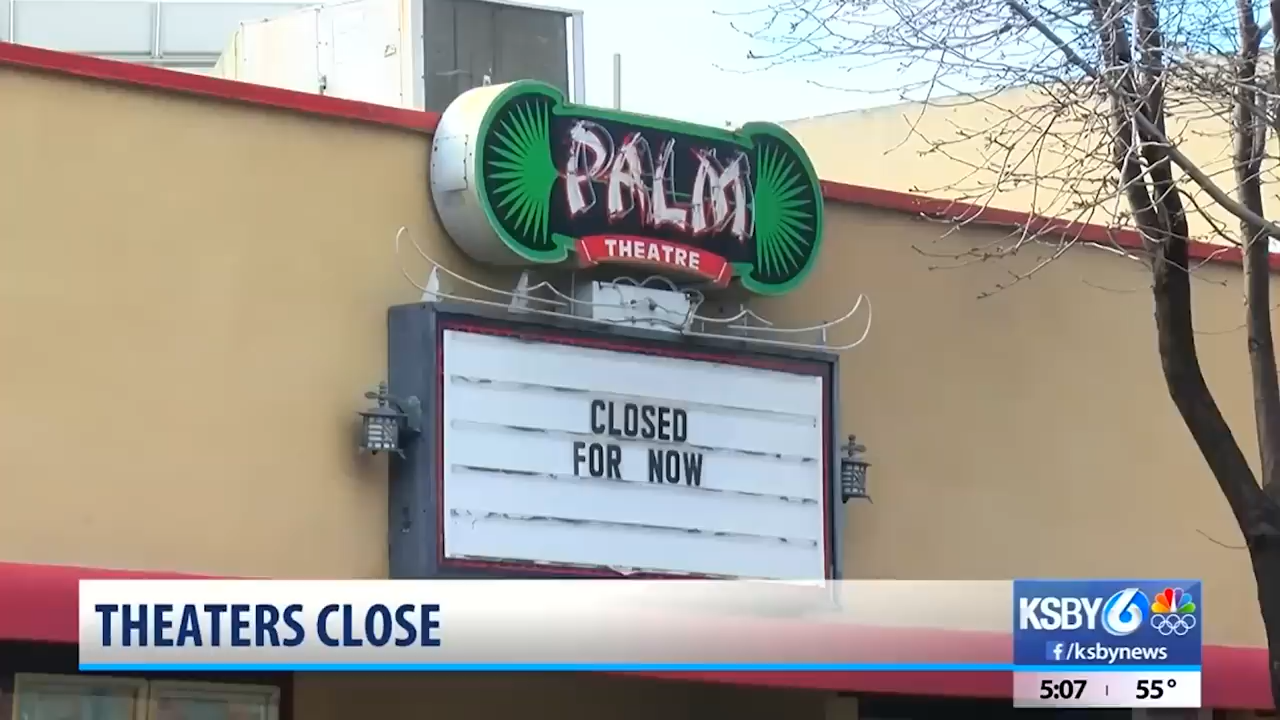 PALM
THEATRE
CLOSED
FOR NOW
THEATERS CLOSE
KSBY 6
f/ksbynews
5:07 55°